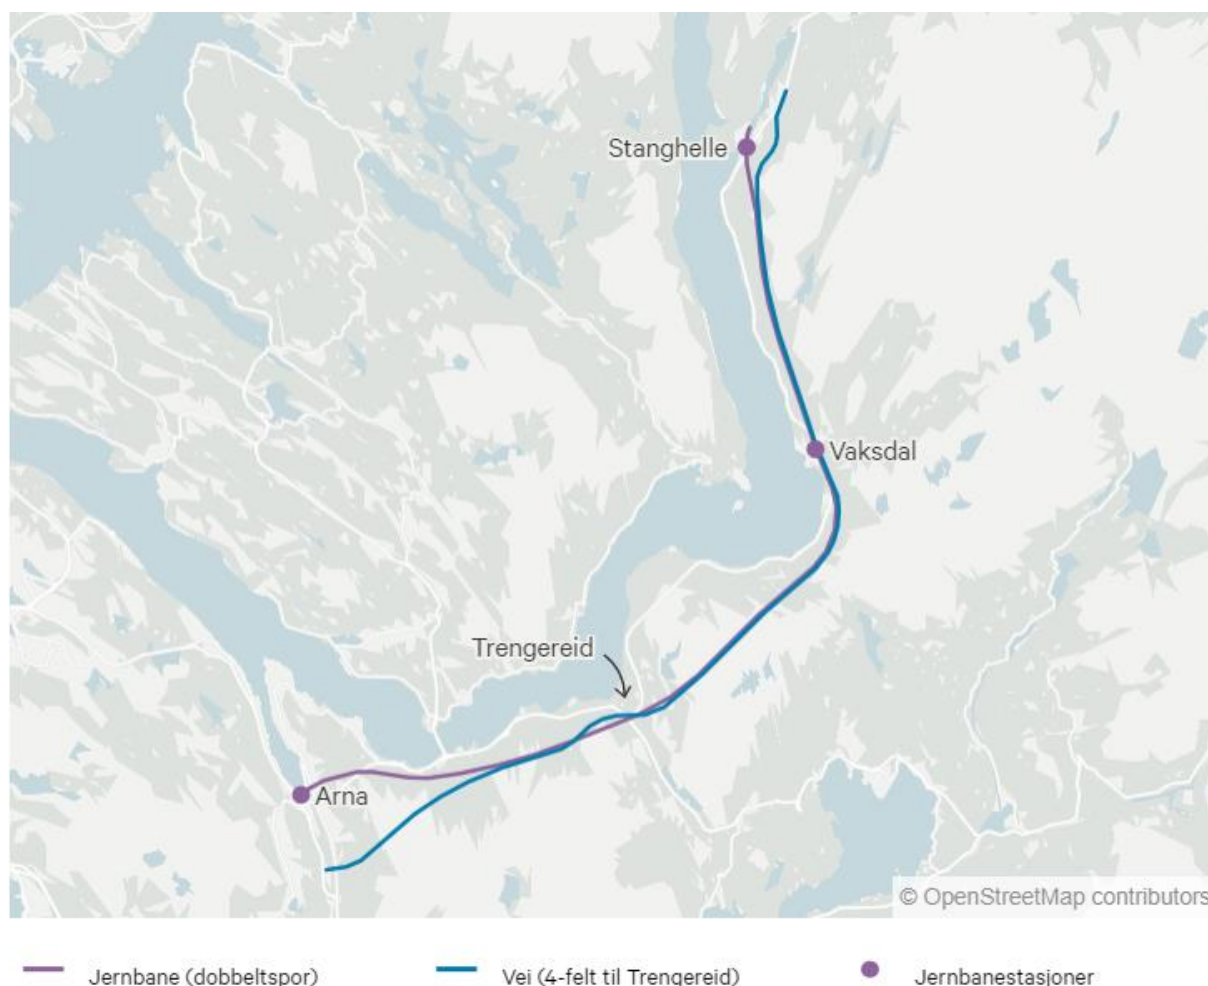 Stanghelle
Vaksdal
Trengereid
Arna
© OpenStreetMap contributors
Jernbane (dobbeltspor)
Vei (4-felt til Trengereid)
Jernbanestasjoner